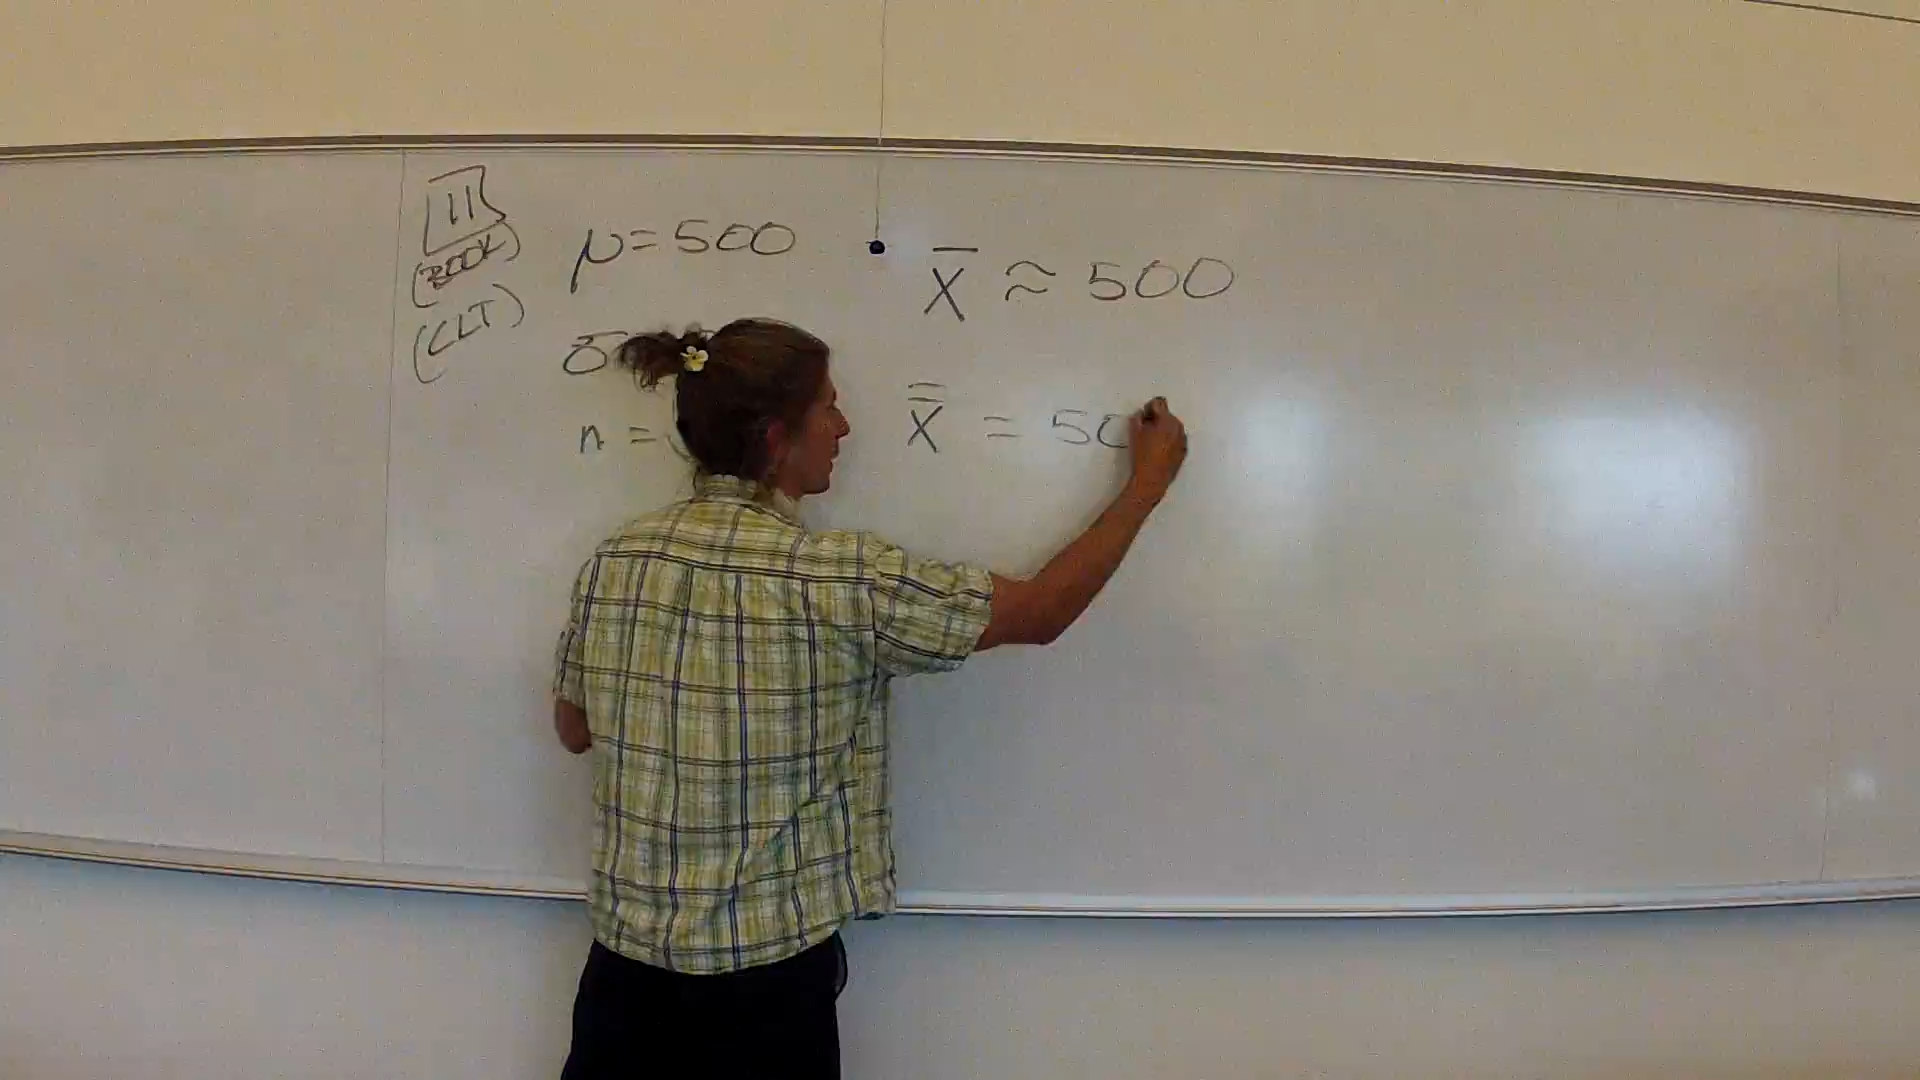 11
(BOOK)
(CLT)
μ = 500
σ
n =
x̄ ≈ 500
x̿ = 50